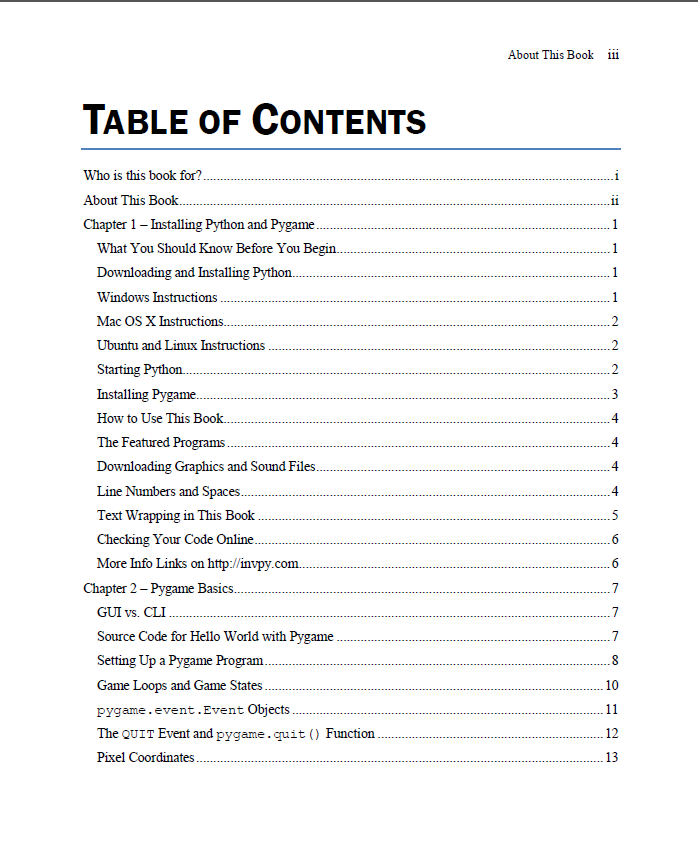 About This Book iii
TABLE OF CONTENTS
Who is this book for?...i
About This Book...ii
Chapter 1 – Installing Python and Pygame...1
What You Should Know Before You Begin...1
Downloading and Installing Python...1
Windows Instructions...1
Mac OS X Instructions...2
Ubuntu and Linux Instructions...2
Starting Python...2
Installing Pygame...3
How to Use This Book...4
The Featured Programs...4
Downloading Graphics and Sound Files...4
Line Numbers and Spaces...4
Text Wrapping in This Book...5
Checking Your Code Online...6
More Info Links on http://invpy.com...6
Chapter 2 – Pygame Basics...7
GUI vs. CLI...7
Source Code for Hello World with Pygame...7
Setting Up a Pygame Program...8
Game Loops and Game States...10
pygame.event.Event Objects...11
The QUIT Event and pygame.quit() Function...12
Pixel Coordinates...13